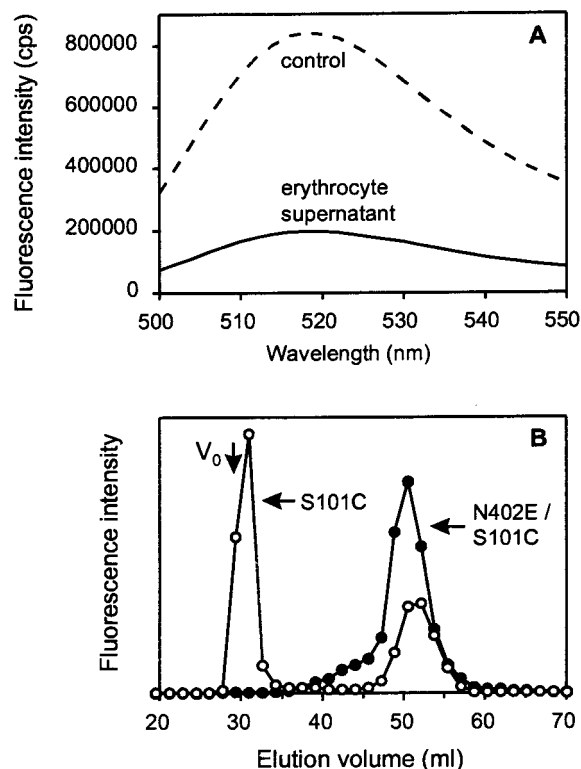 A
Fluorescence intensity (cps)
800000
600000
400000
200000
0
control
erythrocyte
supernatant
500 510 520 530 540 550
Wavelength (nm)
B
Fluorescence intensity
V0
S101C
N402E /
S101C
20 30 40 50 60 70
Elution volume (ml)